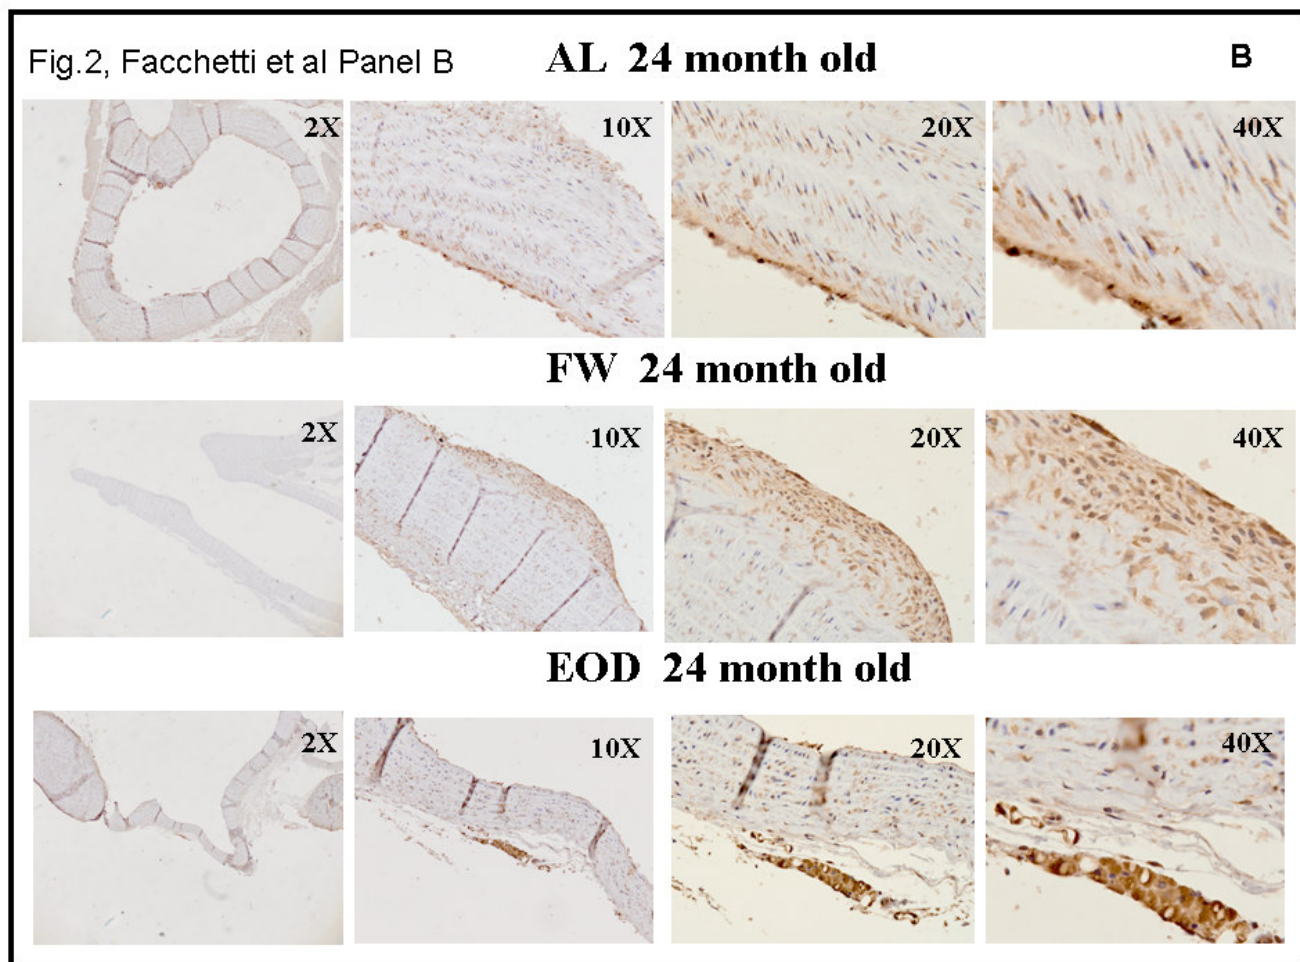 Fig.2, Facchetti et al Panel B
AL 24 month old
B
2X
10X
20X
40X
FW 24 month old
2X
10X
20X
40X
EOD 24 month old
2X
10X
20X
40X